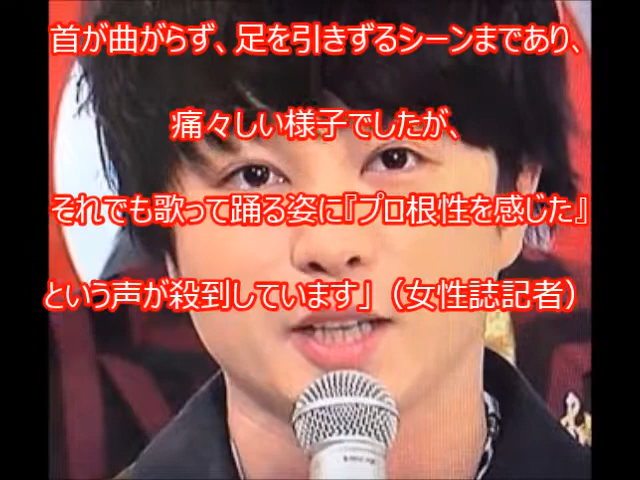 首が曲がらず、足を引きずるシーンまであり、
痛々しい様子でしたが、
それでも歌って踊る姿に『プロ根性を感じた』
という声が殺到しています」（女性誌記者）